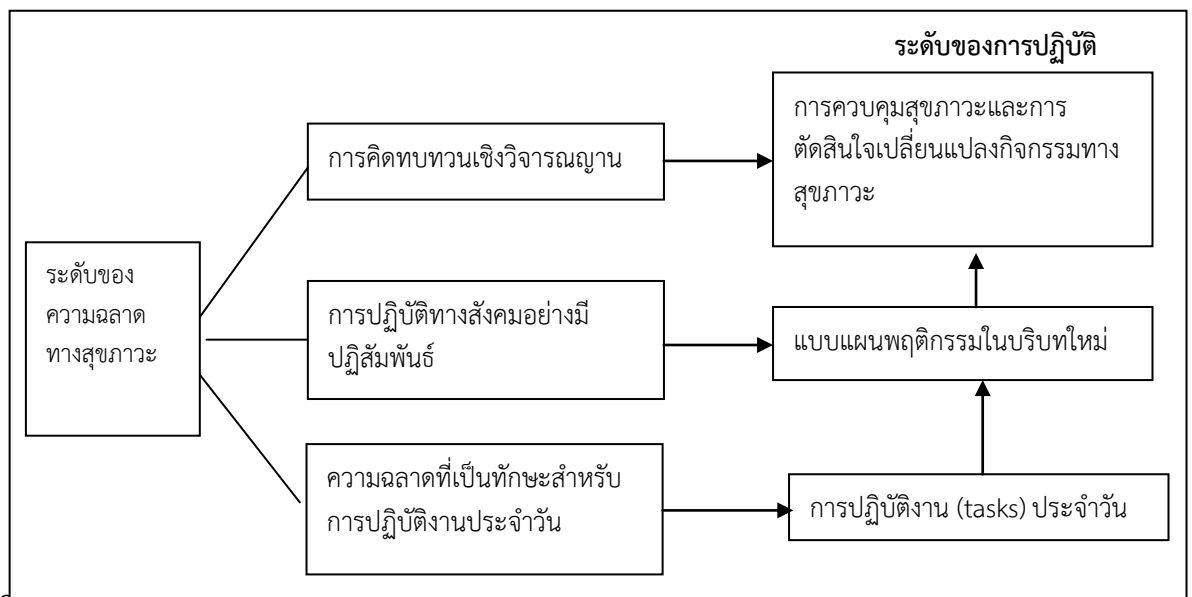 ระดับของการปฏิบัติ
การควบคุมสุขภาวะและการ
ตัดสินใจเปลี่ยนแปลงกิจกรรมทาง
สุขภาวะ
การคิดทบทวนเชิงวิจารณญาน
ระดับของ
ความฉลาด
ทางสุขภาวะ
การปฏิบัติทางสังคมอย่างมี
ปฏิสัมพันธ์
แบบแผนพฤติกรรมในบริบทใหม่
ความฉลาดที่เป็นทักษะสำหรับ
การปฏิบัติงานประจำวัน
การปฏิบัติงาน (tasks) ประจำวัน